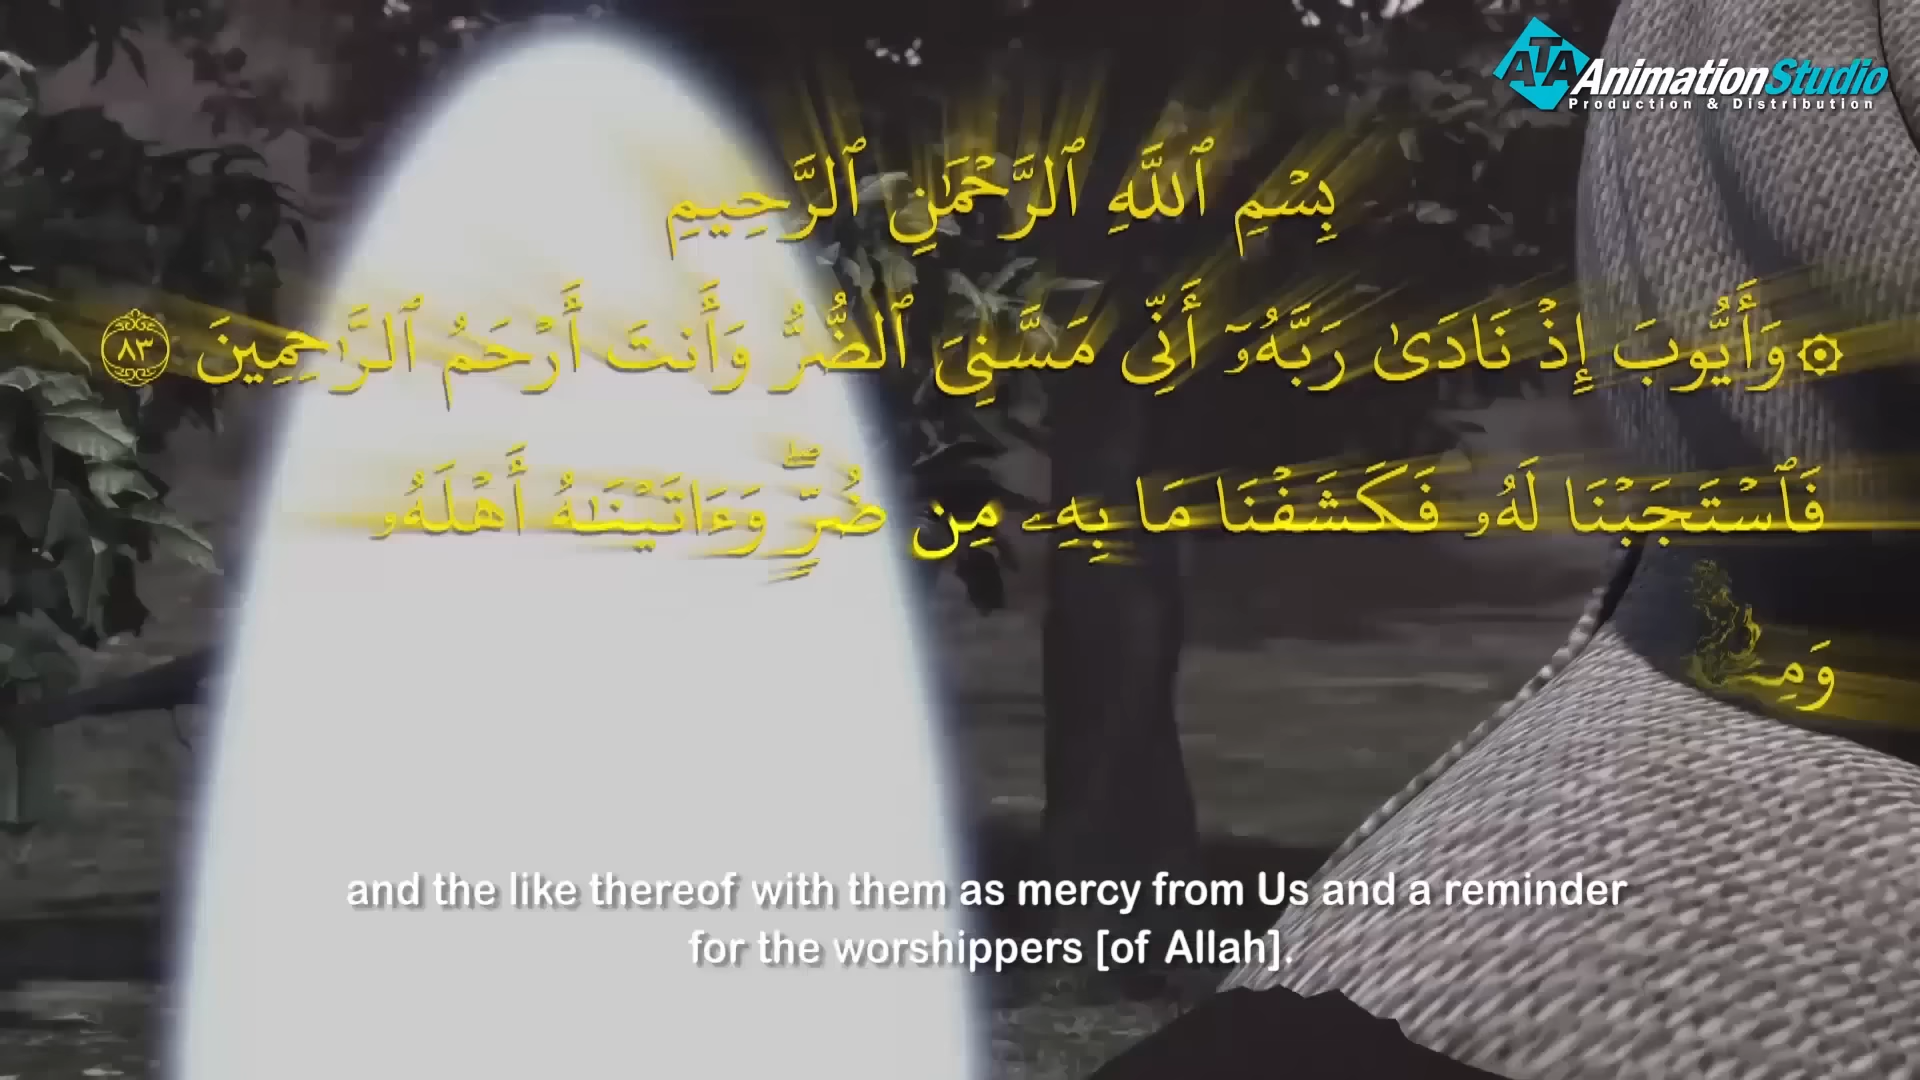 ATA AnimationStudio
Production & Distribution
بِسْمِ ٱللَّهِ ٱلرَّحْمَٰنِ ٱلرَّحِيمِ
۞ وَأَيُّوبَ إِذْ نَادَىٰ رَبَّهُۥٓ أَنِّى مَسَّنِىَ ٱلضُّرُّ وَأَنتَ أَرْحَمُ ٱلرَّٰحِمِينَ ٨٣
فَٱسْتَجَبْنَا لَهُۥ فَكَشَفْنَا مَا بِهِۦ مِن ضُرٍّۖ وَءَاتَيْنَٰهُ أَهْلَهُۥ
and the like thereof with them as mercy from Us and a reminder
for the worshippers [of Allah].